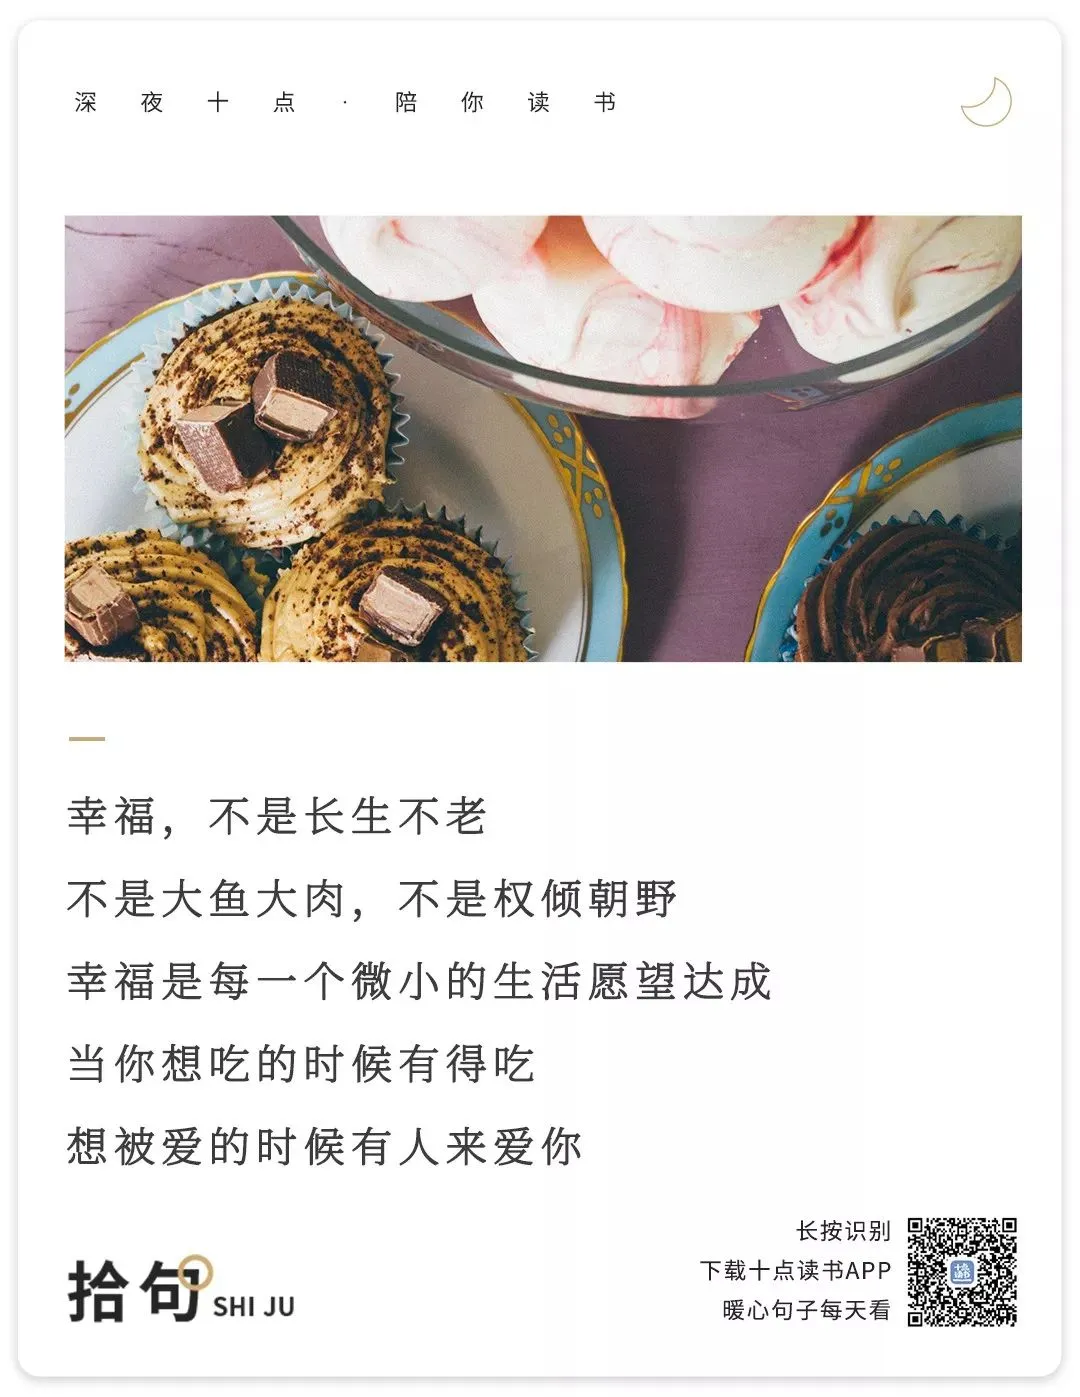 深夜十点·陪你读书
幸福，不是长生不老
不是大鱼大肉，不是权倾朝野
幸福是每一个微小的生活愿望达成
当你想吃的时候有得吃
想被爱的时候有人来爱你
拾句 SHI JU
长按识别
下载十点读书APP
暖心句子每天看
十点
读书